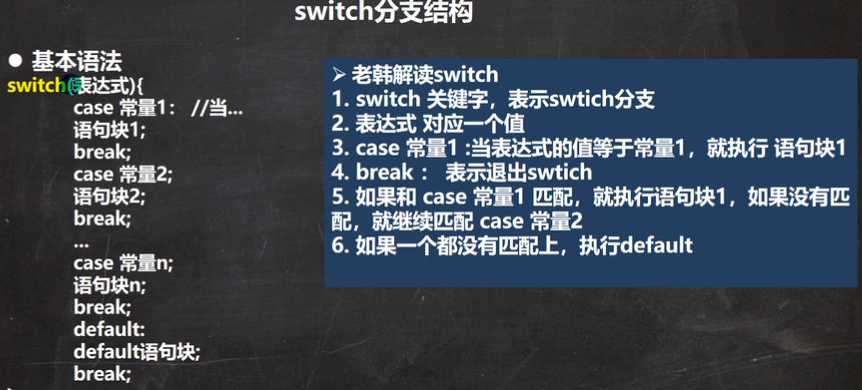 switch分支结构
● 基本语法
switch(表达式){
case 常量1： //当...
语句块1;
break;
case 常量2;
语句块2;
break;
...
case 常量n;
语句块n;
break;
default:
default语句块;
break;
➢ 老韩解读switch
1. switch 关键字，表示swtich分支
2. 表达式 对应一个值
3. case 常量1 :当表达式的值等于常量1，就执行 语句块1
4. break ： 表示退出swtich
5. 如果和 case 常量1 匹配，就执行语句块1，如果没有匹
配，就继续匹配 case 常量2
6. 如果一个都没有匹配上，执行default